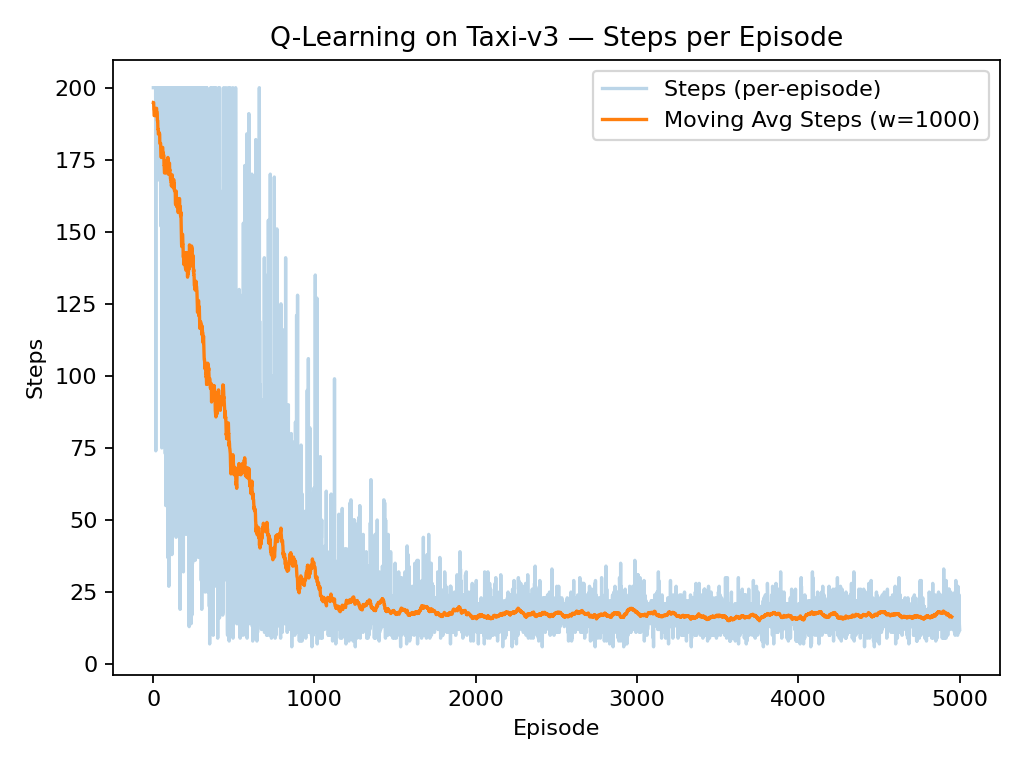 Q-Learning on Taxi-v3 — Steps per Episode
Steps (per-episode)
Moving Avg Steps (w=1000)
200
175
150
125
100
75
50
25
0
Steps
0 1000 2000 3000 4000 5000
Episode